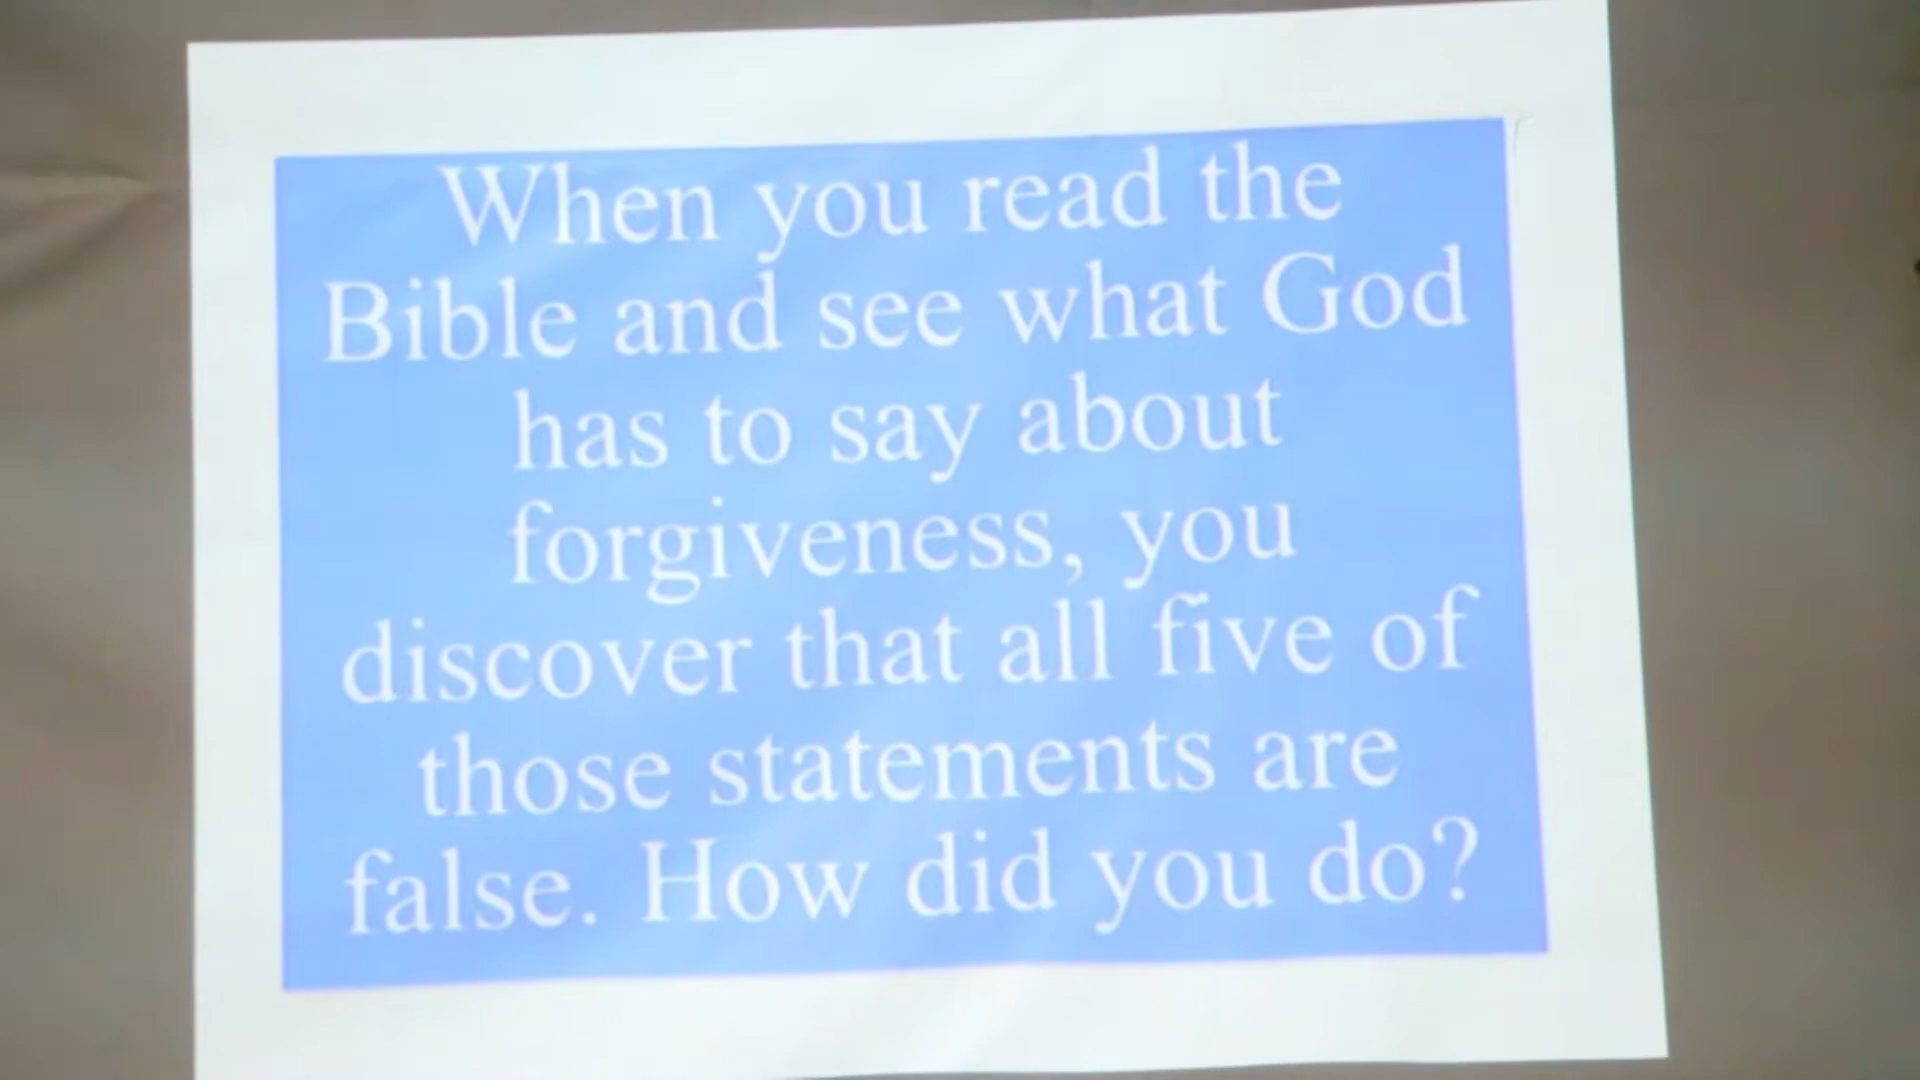 When you read the
Bible and see what God
has to say about
forgiveness, you
discover that all five of
those statements are
false. How did you do?